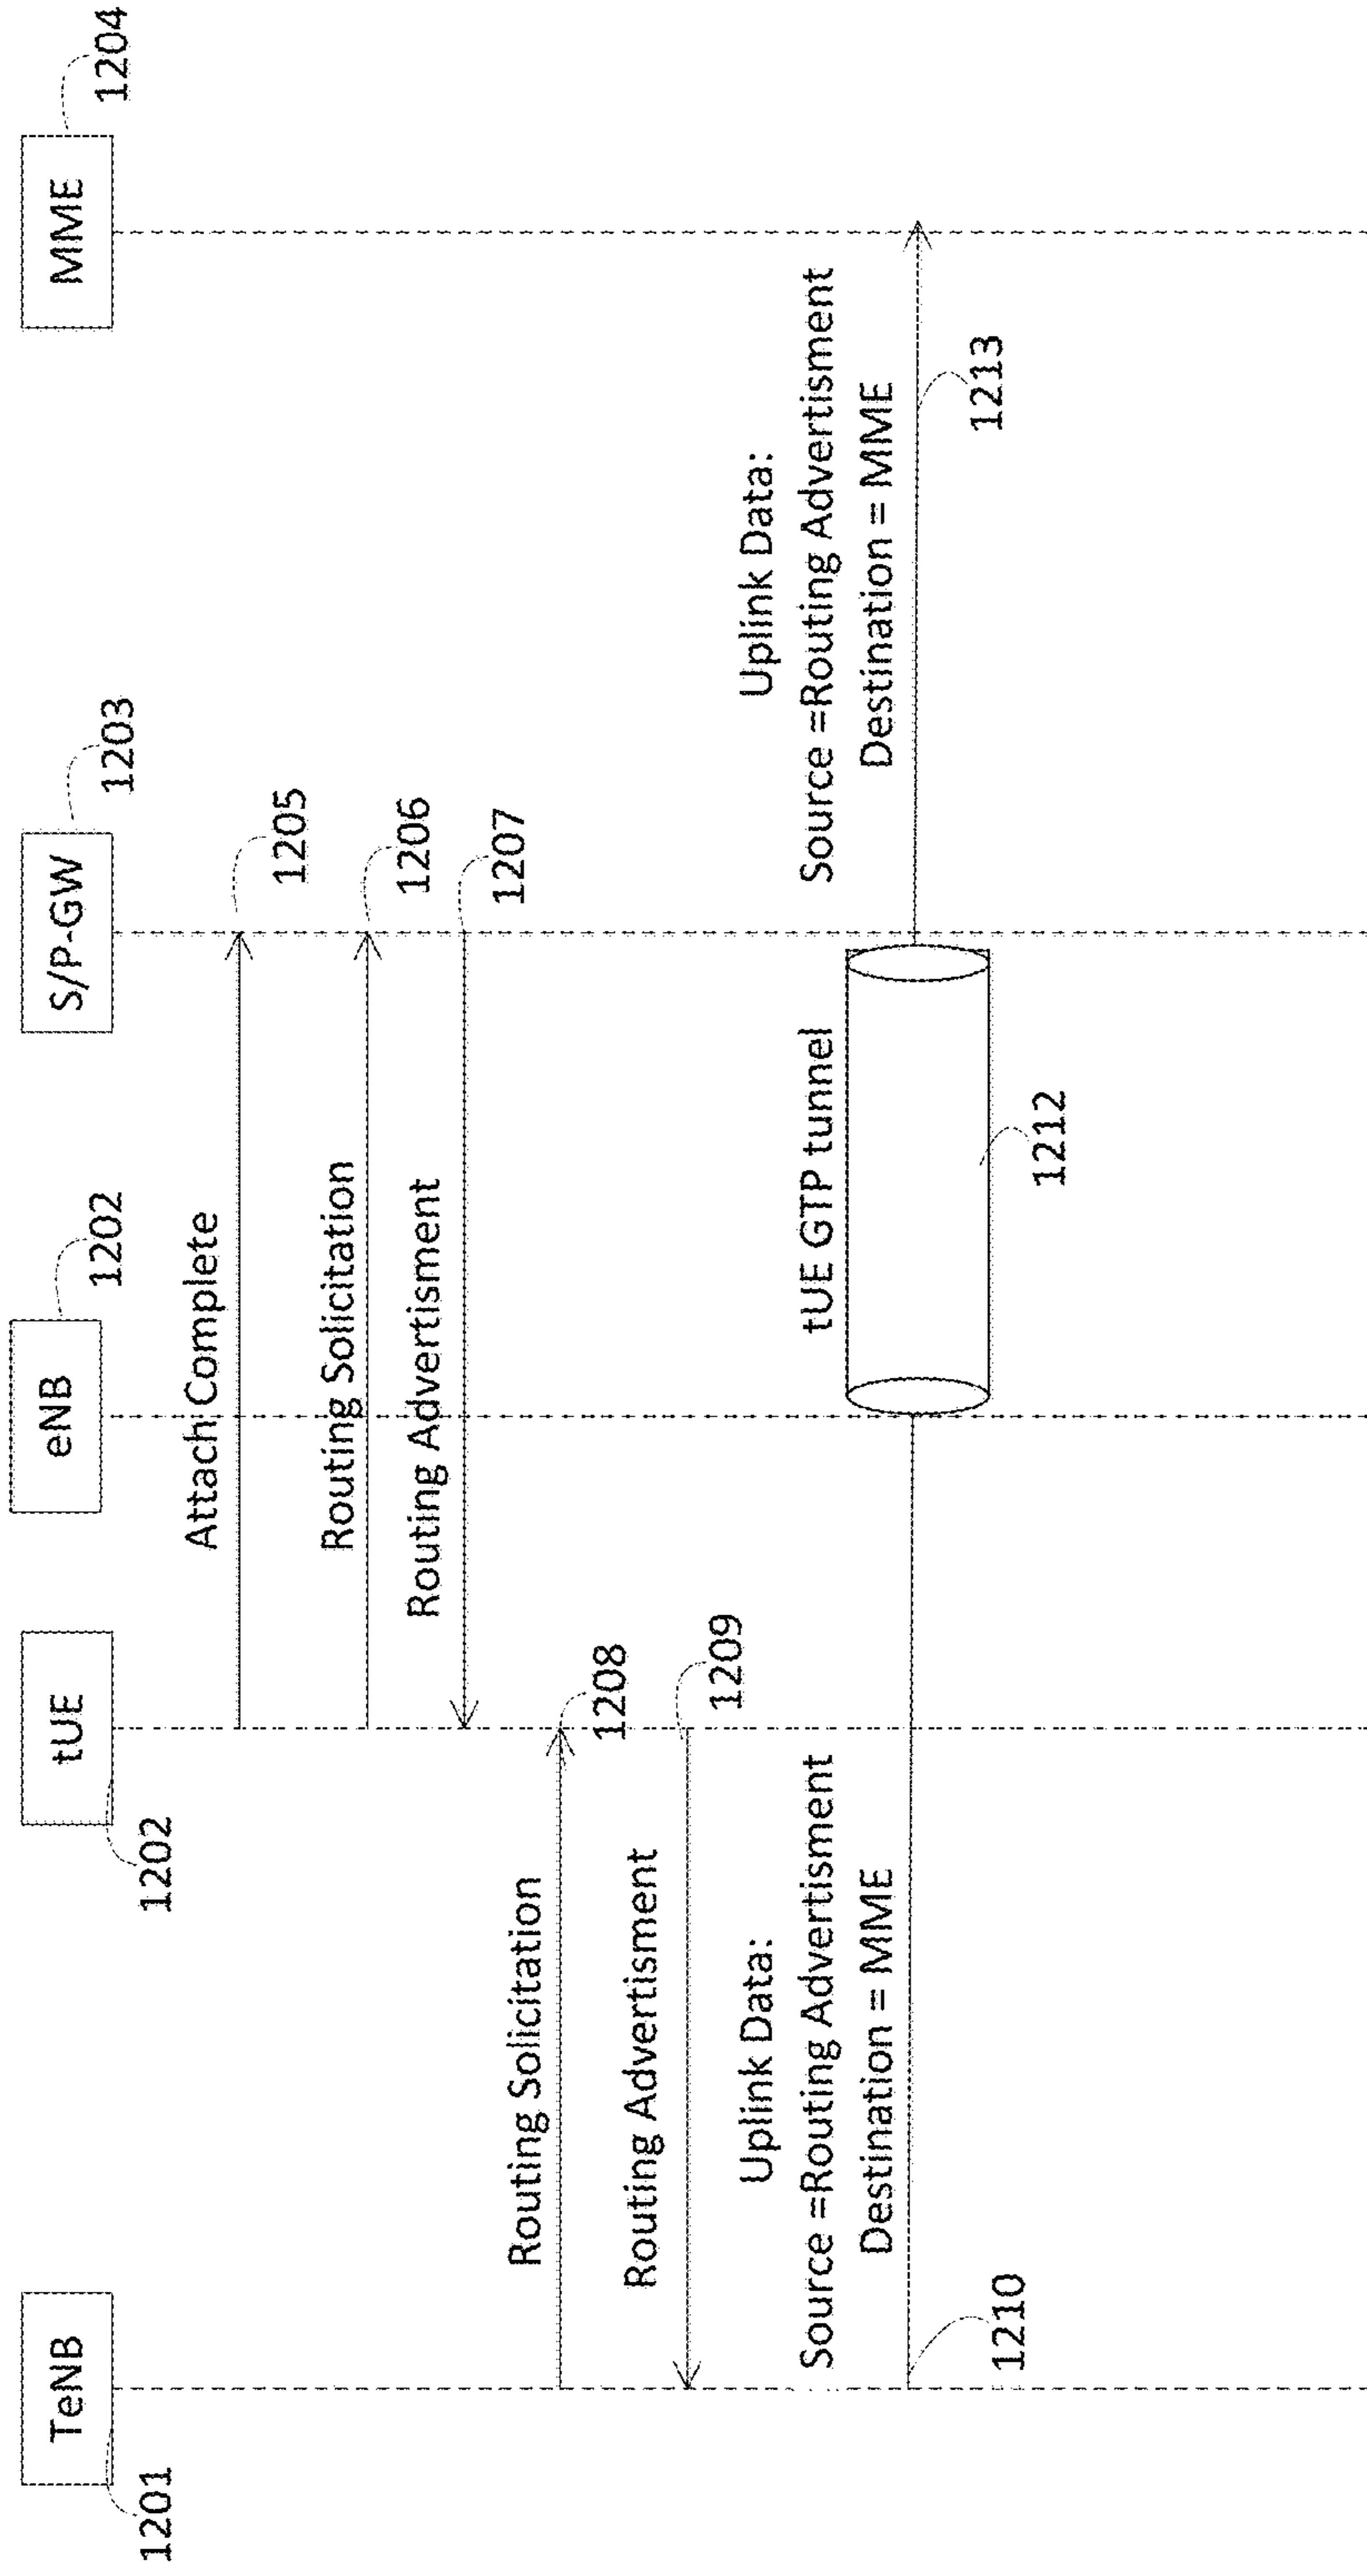 TeNB
1201
tUE
1202
eNB
1202
S/P-GW
1203
MME
1204
Attach Complete
1205
Routing Solicitation
1206
Routing Advertisment
1207
Routing Solicitation
1208
Routing Advertisment
1209
Uplink Data:
Source =Routing Advertisment
Destination = MME
1210
tUE GTP tunnel
1212
Uplink Data:
Source =Routing Advertisment
Destination = MME
1213